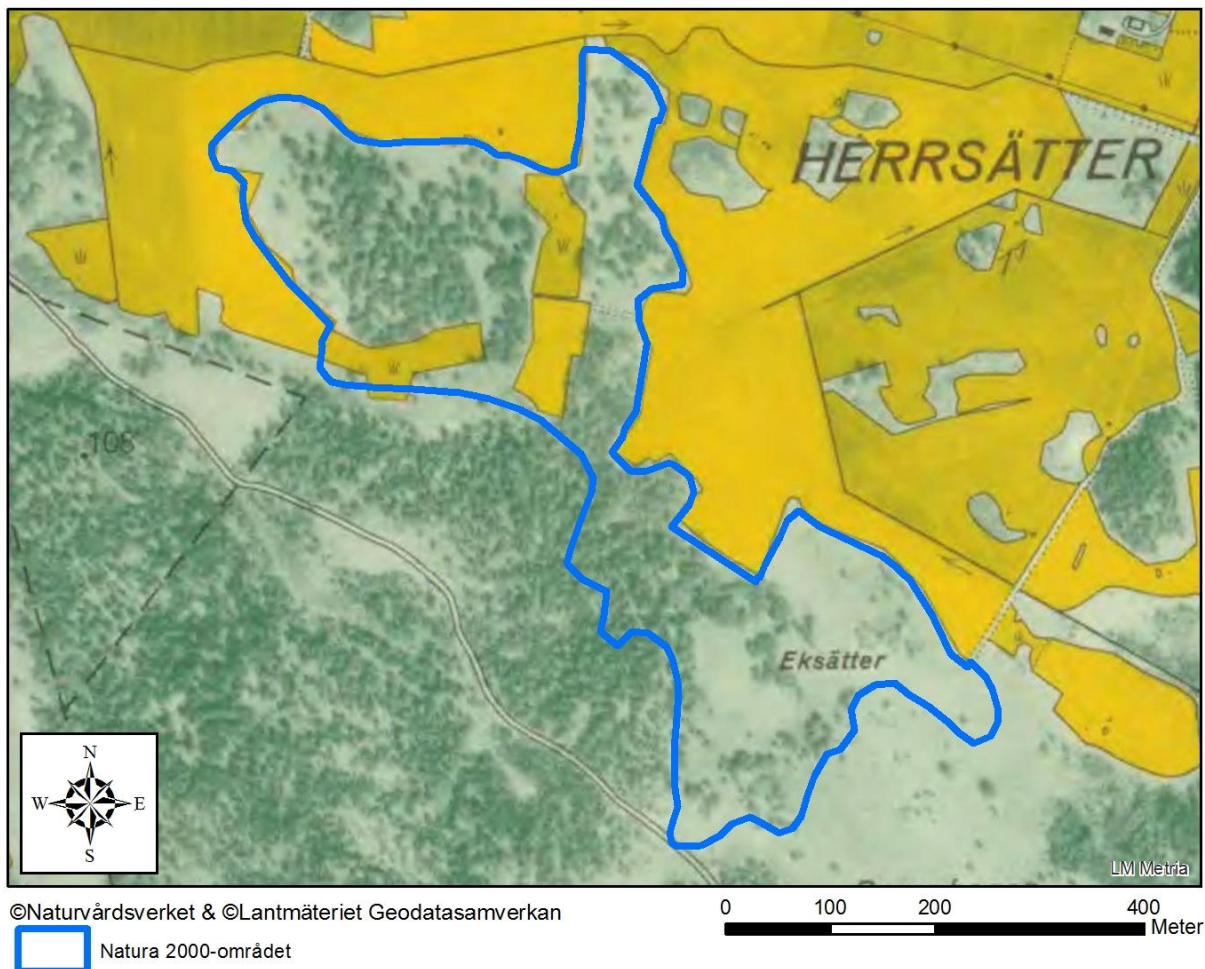 HERRSÄTTER
108
Eksätter
N
W E
S
LM Metria
©Naturvårdsverket & ©Lantmäteriet Geodatasamverkan
0 100 200 400
Meter
Natura 2000-området